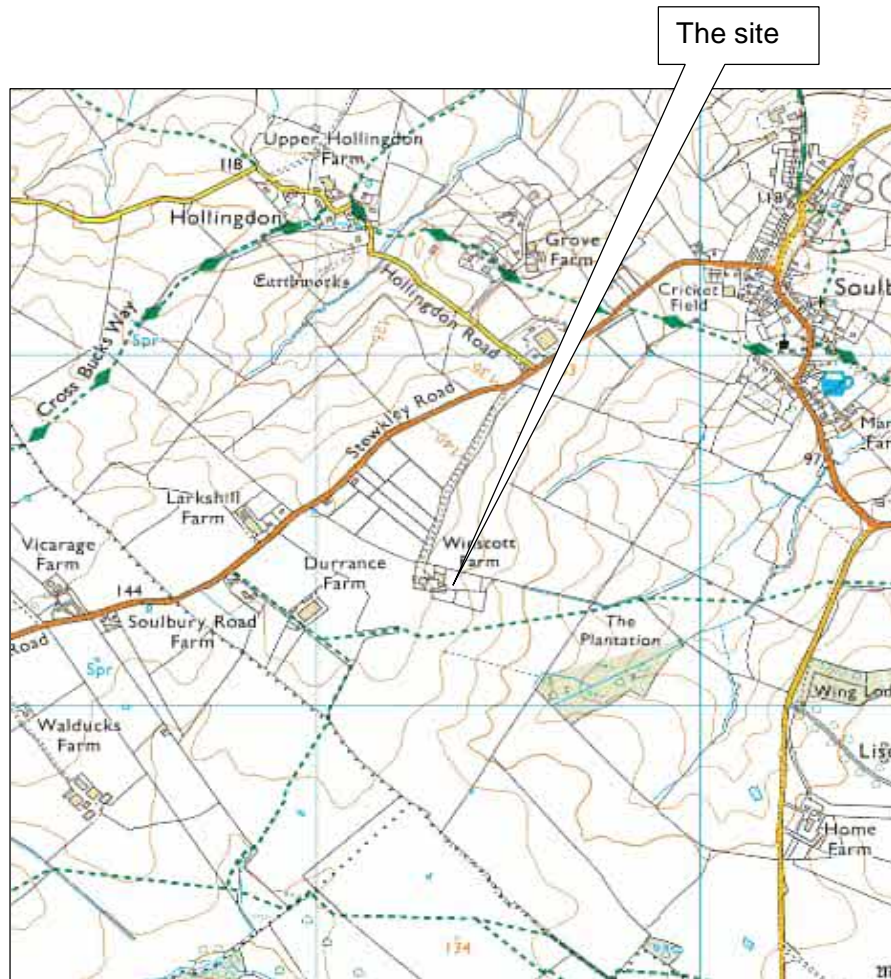 The site
Upper Hollingdon
Farm
118
Hollingdon
Earthworks
Grove
Farm
Cricket
Field
118
Soulb
Cross Bucks Way
Spr
Hollingdon Road
Stewkley Road
Larkshill
Farm
Vicarage
Farm
Winscott
Farm
Durrance
Farm
144
Soulbury Road
Farm
Road
Spr
The
Plantation
97
Walducks
Farm
Wing Lod
Home
Farm
134